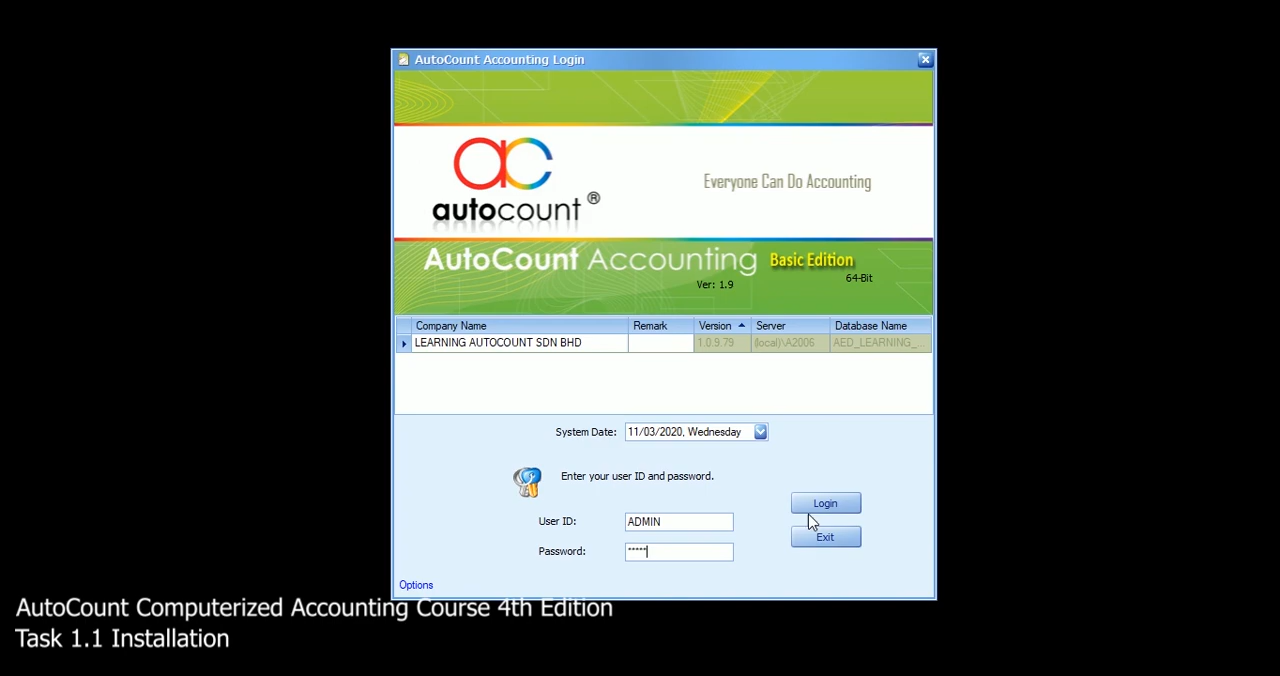 AutoCount Accounting Login
ac
autocount ®
Everyone Can Do Accounting
AutoCount Accounting Basic Edition
Ver: 1.9
64-Bit
Company Name Remark Version Server Database Name
LEARNING AUTOCOUNT SDN BHD 1.0.9.79 (local)\A2006 AED_LEARNING_...
System Date: 11/03/2020, Wednesday
Enter your user ID and password.
Login
User ID: ADMIN
Exit
Password: *****
Options
AutoCount Computerized Accounting Course 4th Edition
Task 1.1 Installation